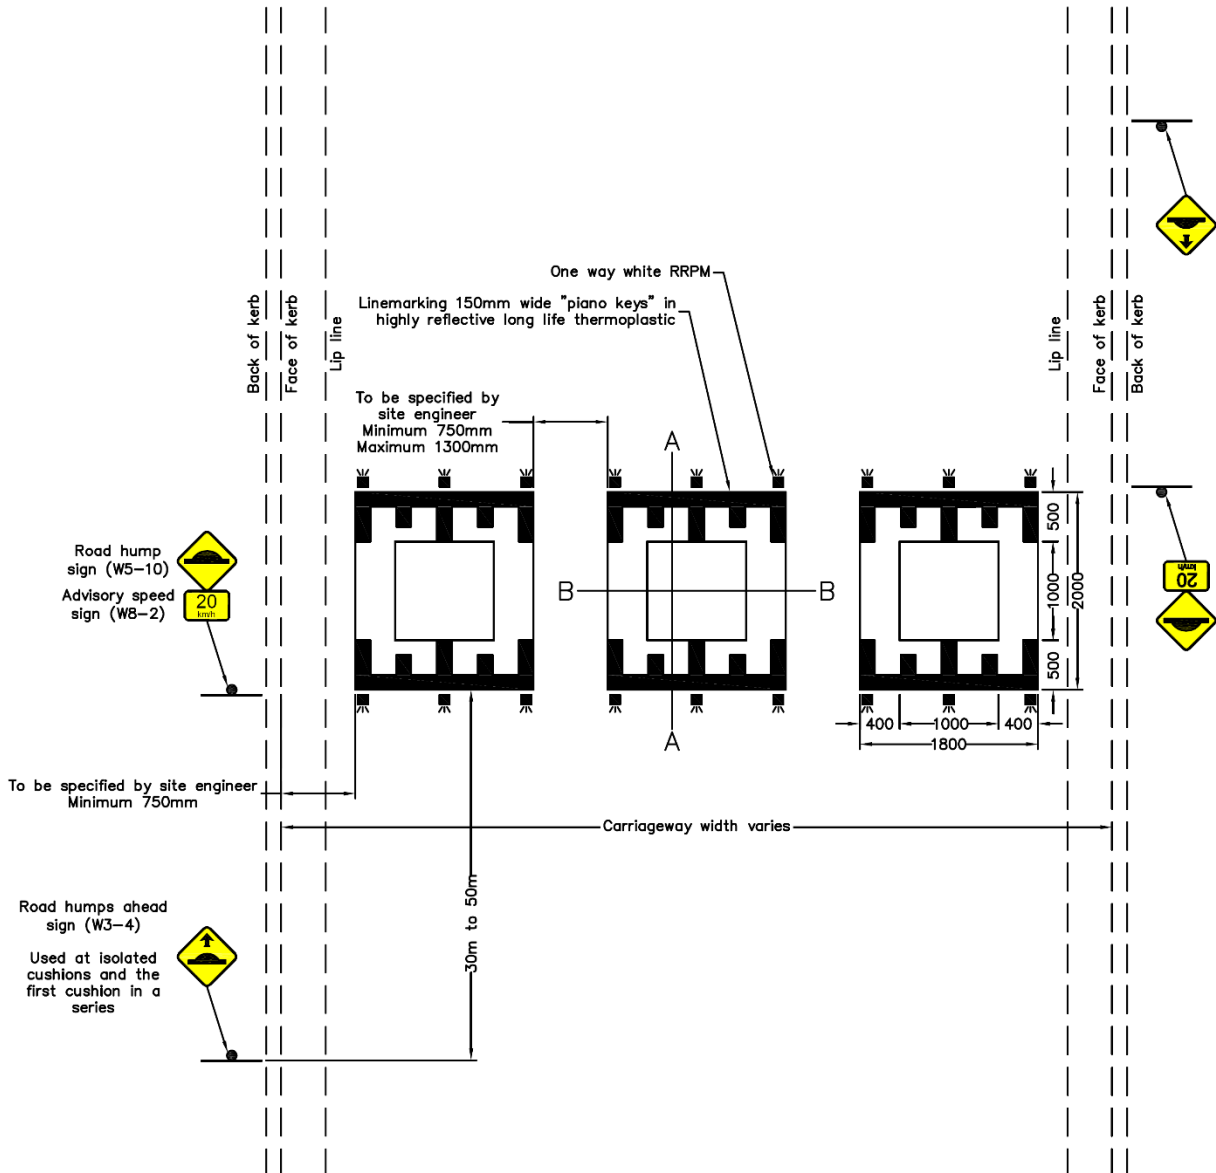 One way white RRPM
Linemarking 150mm wide "piano keys" in
highly reflective long life thermoplastic
Back of kerb
Face of kerb
Lip line
Lip line
Face of kerb
Back of kerb
To be specified by
site engineer
Minimum 750mm
Maximum 1300mm
A
Road hump
sign (W5-10)
Advisory speed
sign (W8-2)
20
km/h
B
B
500
1000
2000
500
20
km/h
A
400
1000
400
1800
To be specified by site engineer
Minimum 750mm
Carriageway width varies
30m to 50m
Road humps ahead
sign (W3-4)
Used at isolated
cushions and the
first cushion in a
series